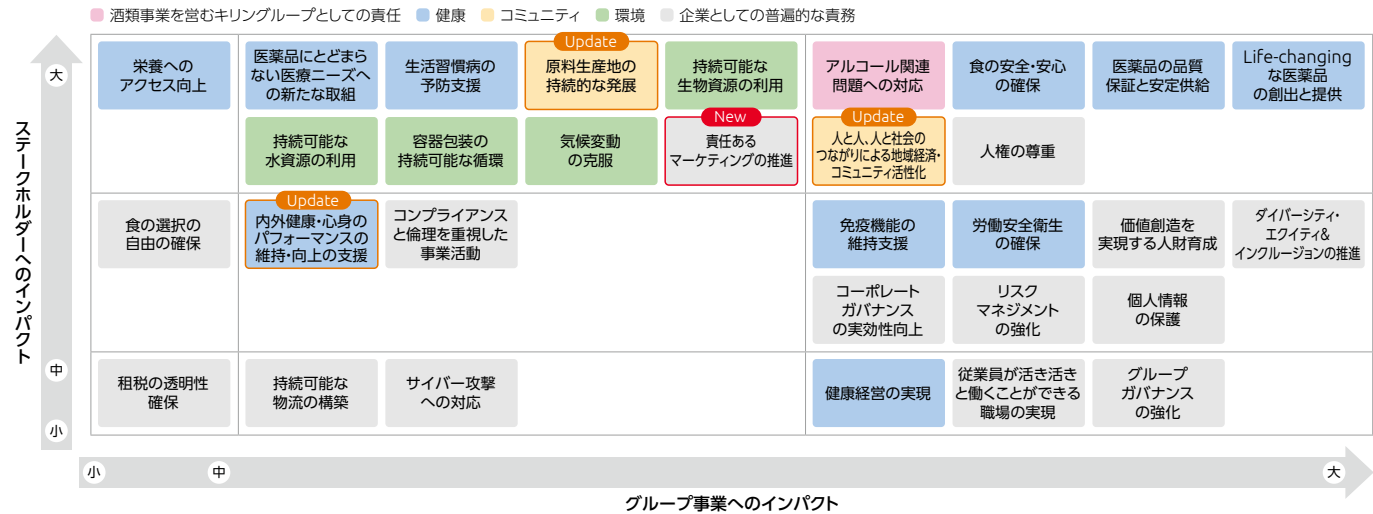 酒類事業を営むキリングループとしての責任 健康 コミュニティ 環境 企業としての普遍的な責務
ステークホルダーへのインパクト
大
中
小
栄養への
アクセス向上
医薬品にとどまら
ない医療ニーズへ
の新たな取組
生活習慣病の
予防支援
Update
原料生産地の
持続的な発展
持続可能な
生物資源の利用
アルコール関連
問題への対応
食の安全・安心
の確保
医薬品の品質
保証と安定供給
Life-changing
な医薬品
の創出と提供
持続可能な
水資源の利用
容器包装の
持続可能な循環
気候変動
の克服
New
責任ある
マーケティングの推進
Update
人と人、人と社会の
つながりによる地域経済・
コミュニティ活性化
人権の尊重
食の選択の
自由の確保
Update
内外健康・心身の
パフォーマンスの
維持・向上の支援
コンプライアンス
と倫理を重視した
事業活動
免疫機能の
維持支援
労働安全衛生
の確保
価値創造を
実現する人財育成
ダイバーシティ・
エクイティ&
インクルージョンの推進
コーポレート
ガバナンス
の実効性向上
リスク
マネジメント
の強化
個人情報
の保護
租税の透明性
確保
持続可能な
物流の構築
サイバー攻撃
への対応
健康経営の実現
従業員が活き活き
と働くことができる
職場の実現
グループ
ガバナンス
の強化
小 中 大
グループ事業へのインパクト